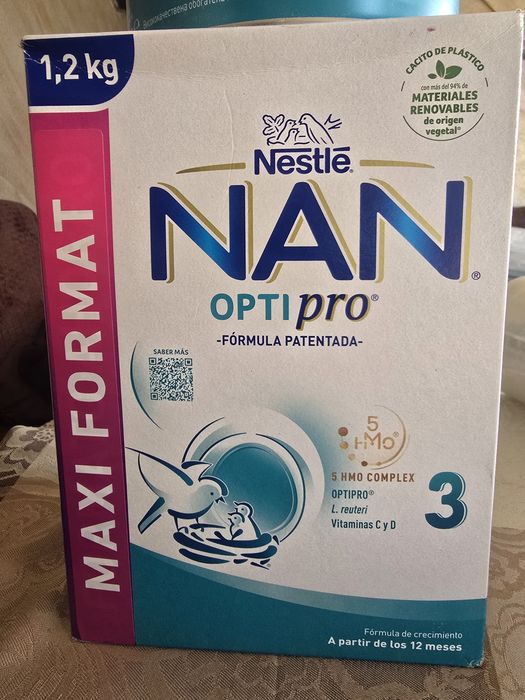 Висококачествена обогатена
1,2 kg
MAXI FORMAT
CACITO DE PLÁSTICO
con más del 94% de
MATERIALES
RENOVABLES
de origen
vegetal®
Nestlé®
NAN®
OPTIpro®
-FÓRMULA PATENTADA-
SABER MÁS
5
HMO®
5 HMO COMPLEX
OPTIPRO®
L. reuteri
Vitaminas C y D
3
Fórmula de crecimiento
A partir de los 12 meses